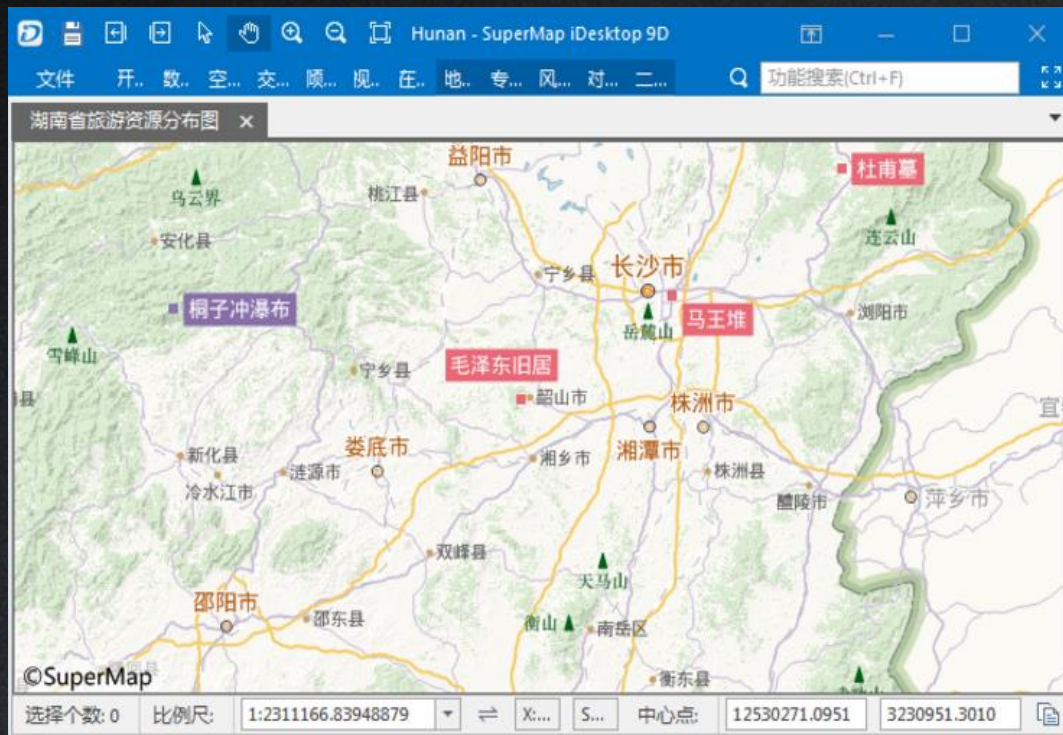 Hunan - SuperMap iDesktop 9D
文件 开.. 数.. 空... 交... 顾... 视.. 在.. 地.. 专... 风... 对... 二... 功能搜索(Ctrl+F)
湖南省旅游资源分布图
益阳市
杜甫墓
乌云界
桃江县
连云山
安化县
长沙市
宁乡县
桐子冲瀑布
马王堆
浏阳市
岳麓山
雪峰山
毛泽东旧居
宁乡县
县
韶山市
株洲市
宜
娄底市
湘潭市
新化县
涟源市
湘乡市
株洲县
冷水江市
醴陵市
萍乡市
双峰县
天马山
邵阳市
邵东县
衡山
南岳区
©SuperMap
衡东县
选择个数: 0 比例尺: 1:2311166.83948879 X:... S... 中心点: 12530271.0951 3230951.3010